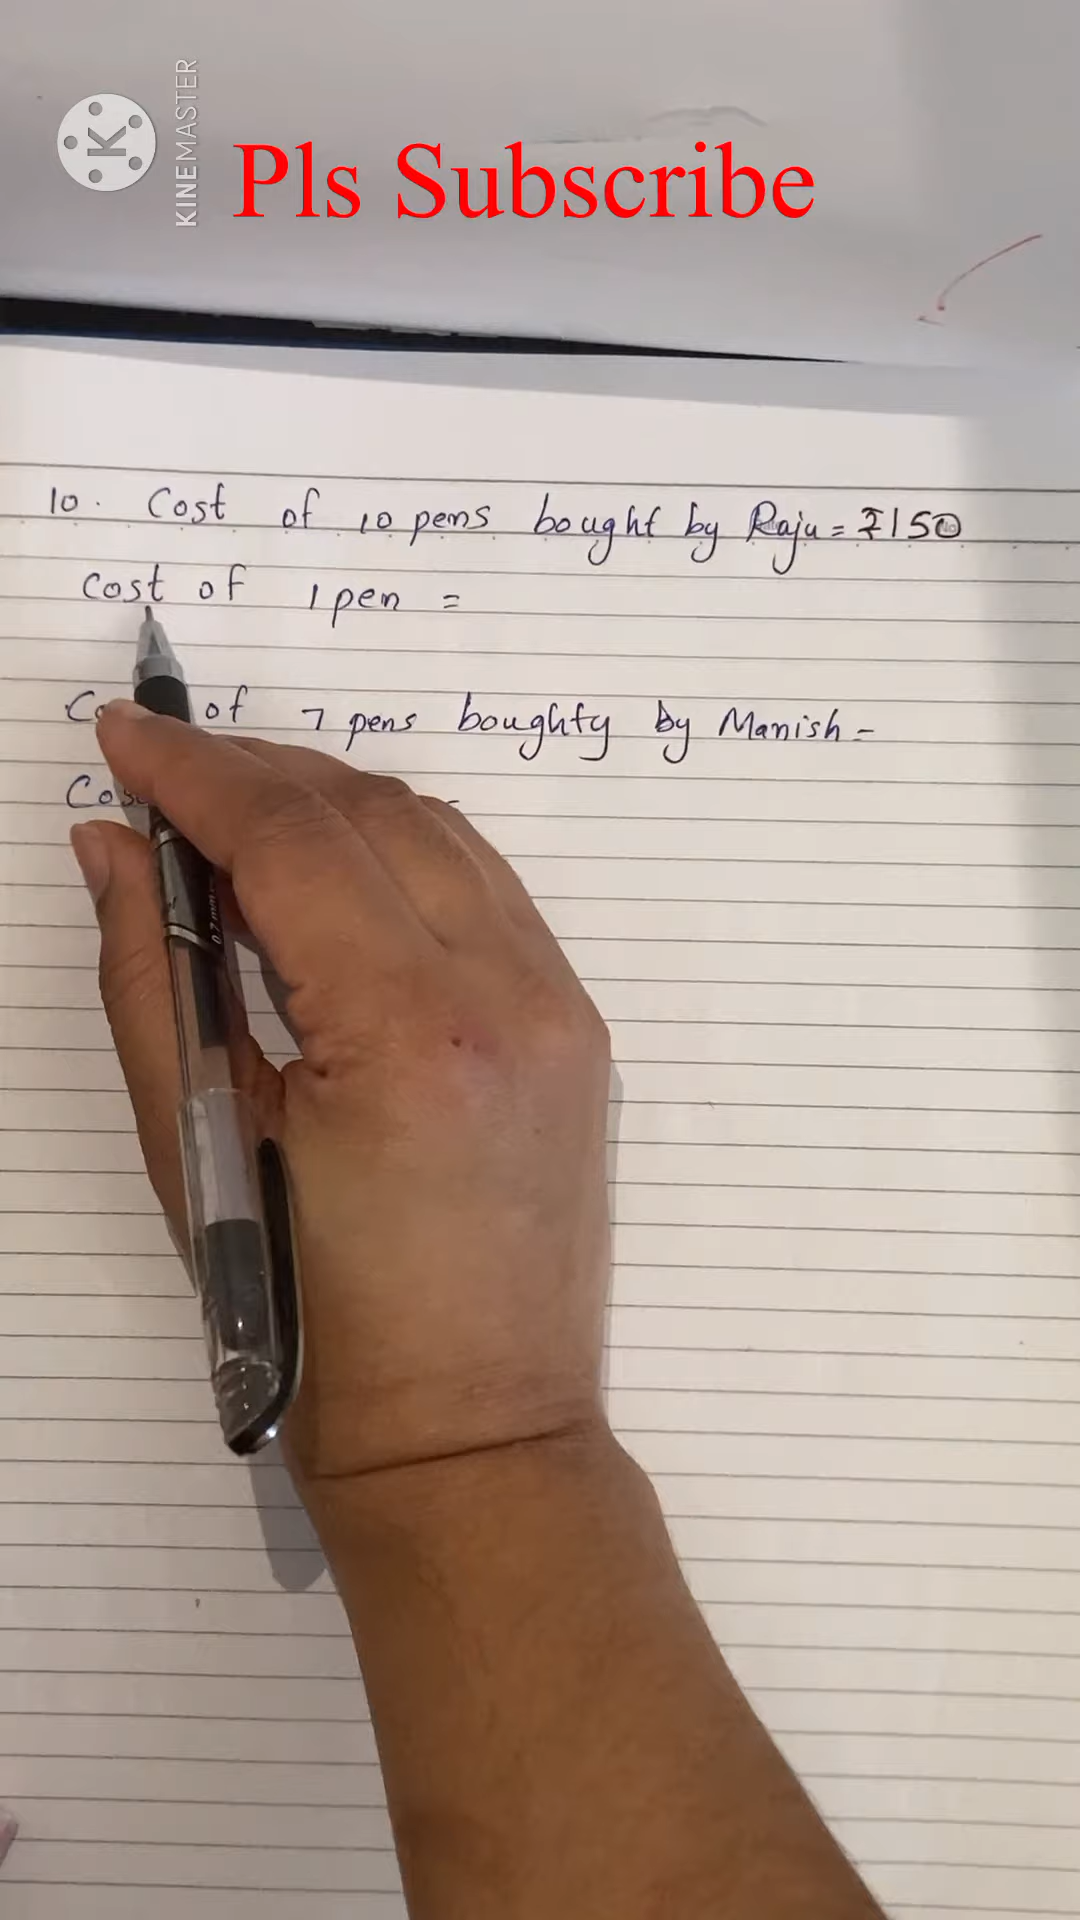 KINEMASTER
Pls Subscribe
10. Cost of 10 pens bought by Raju = ₹150
Cost of 1 pen =
of 7 pens boughty by Manish -